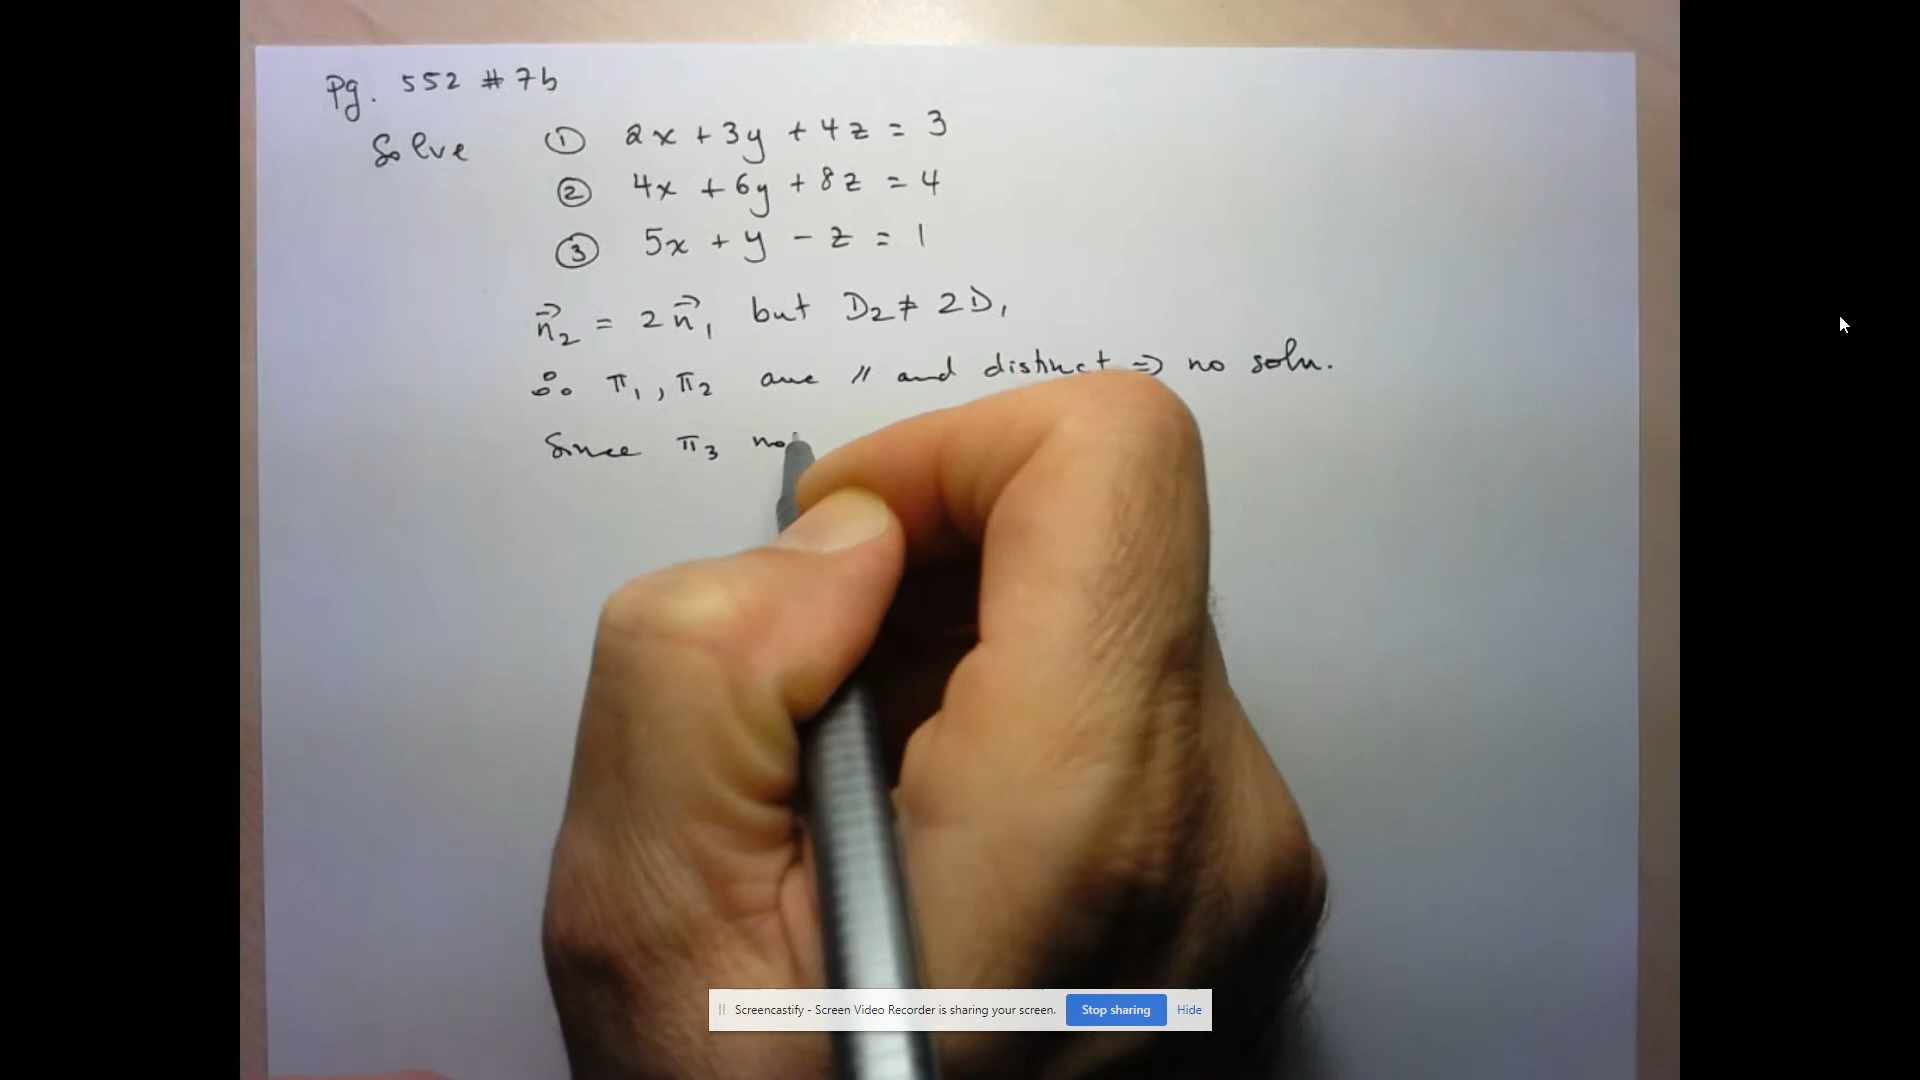 Pg. 552 #7b
Solve ① 2x + 3y + 4z = 3
② 4x + 6y + 8z = 4
③ 5x + y - z = 1
n⃗₂ = 2n⃗₁ but D₂ ≠ 2D₁
∴ π₁, π₂ are // and distinct => no soln.
Since π₃ no
Screencastify - Screen Video Recorder is sharing your screen. Stop sharing Hide